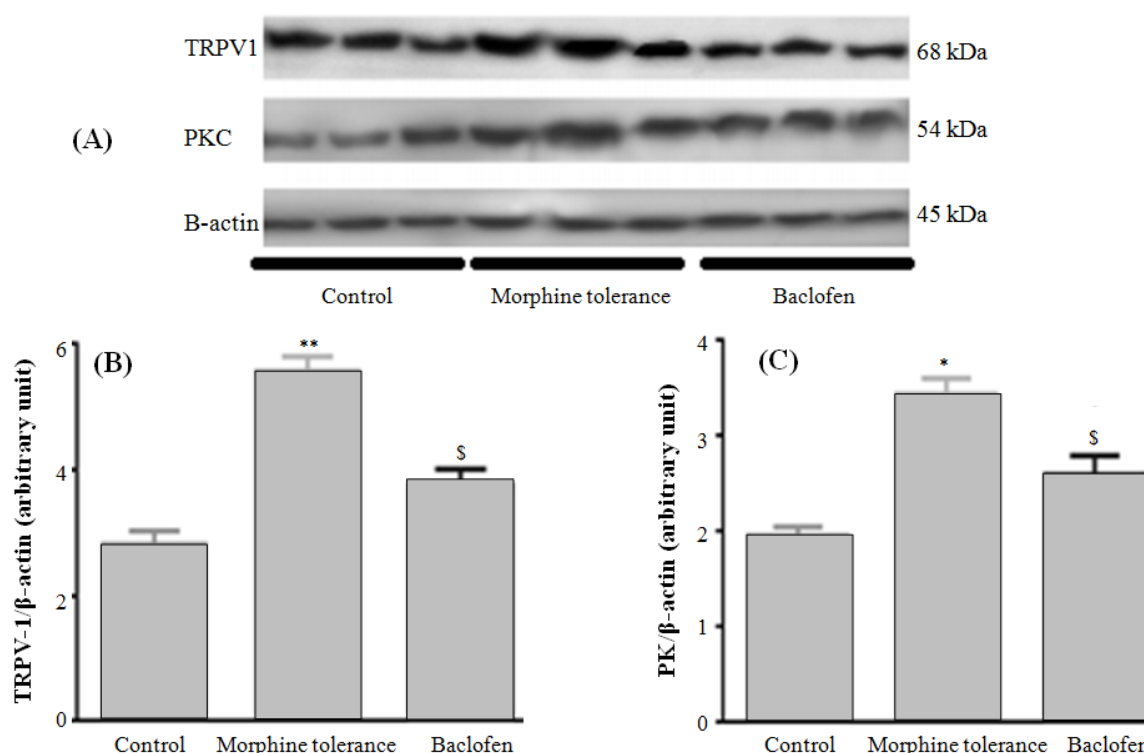 TRPV1
68 kDa
(A)
PKC
54 kDa
B-actin
45 kDa
Control
Morphine tolerance
Baclofen
(B)
TRPV-1/β-actin (arbitrary unit)
6
4
2
0
**
$
Control
Morphine tolerance
Baclofen
(C)
PK/β-actin (arbitrary unit)
4
3
2
1
0
*
$
Control
Morphine tolerance
Baclofen